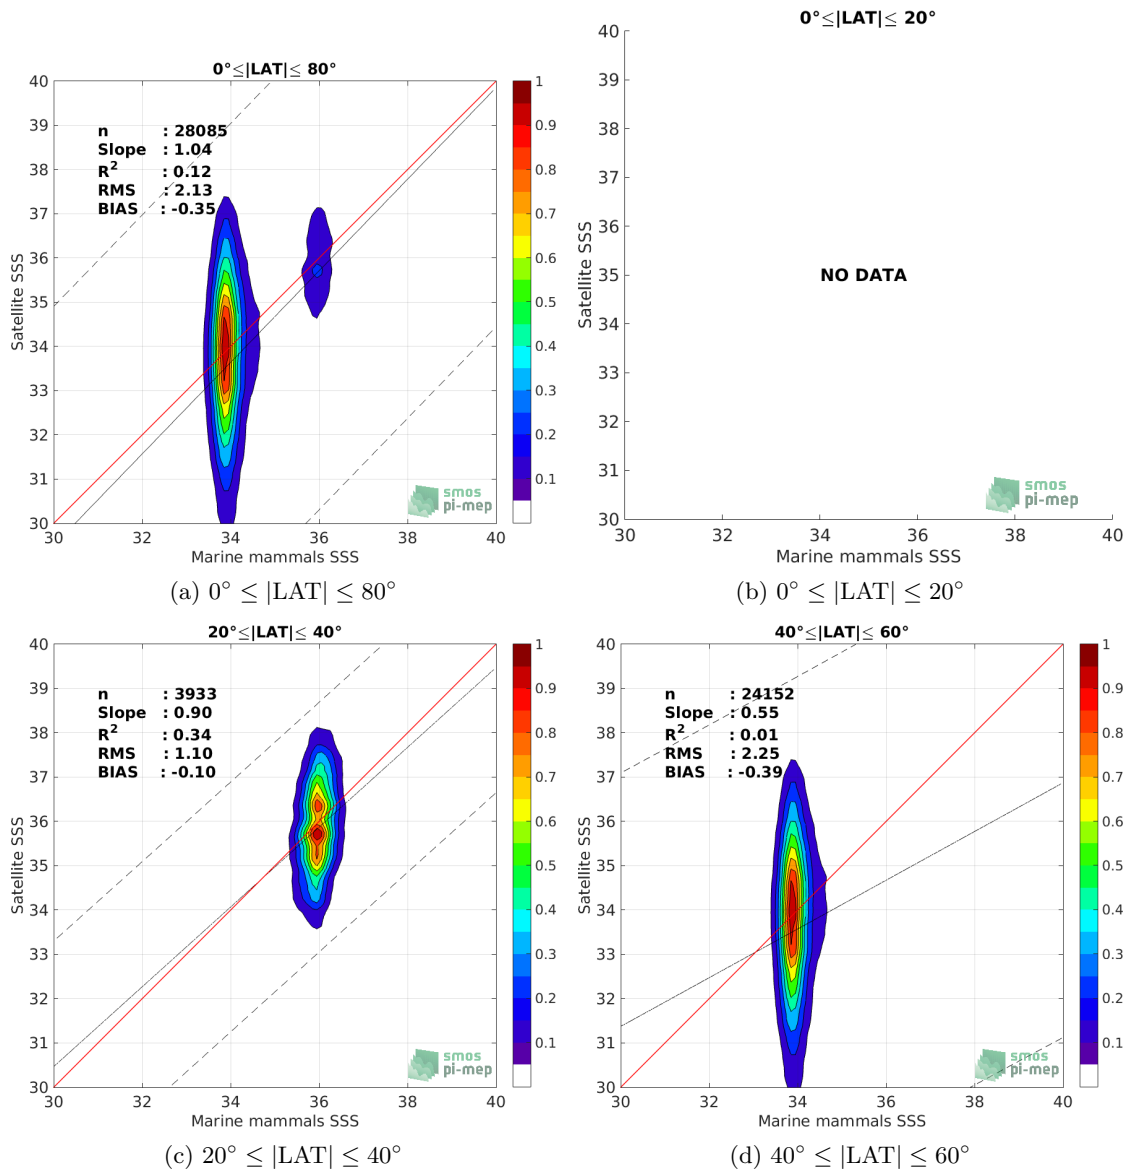 0°≤|LAT|≤ 80°
40
39
38
37
36
35
34
33
32
31
30
Satellite SSS
n : 28085
Slope : 1.04
R² : 0.12
RMS : 2.13
BIAS : -0.35
smos
pi-mep
30 32 34 36 38 40
Marine mammals SSS
1
0.9
0.8
0.7
0.6
0.5
0.4
0.3
0.2
0.1
(a) 0° ≤ |LAT| ≤ 80°
0°≤|LAT|≤ 20°
40
39
38
37
36
35
34
33
32
31
30
Satellite SSS
NO DATA
smos
pi-mep
30 32 34 36 38 40
Marine mammals SSS
(b) 0° ≤ |LAT| ≤ 20°
20°≤|LAT|≤ 40°
40
39
38
37
36
35
34
33
32
31
30
Satellite SSS
n : 3933
Slope : 0.90
R² : 0.34
RMS : 1.10
BIAS : -0.10
smos
pi-mep
30 32 34 36 38 40
Marine mammals SSS
1
0.9
0.8
0.7
0.6
0.5
0.4
0.3
0.2
0.1
(c) 20° ≤ |LAT| ≤ 40°
40°≤|LAT|≤ 60°
40
39
38
37
36
35
34
33
32
31
30
Satellite SSS
n : 24152
Slope : 0.55
R² : 0.01
RMS : 2.25
BIAS : -0.39
smos
pi-mep
30 32 34 36 38 40
Marine mammals SSS
1
0.9
0.8
0.7
0.6
0.5
0.4
0.3
0.2
0.1
(d) 40° ≤ |LAT| ≤ 60°